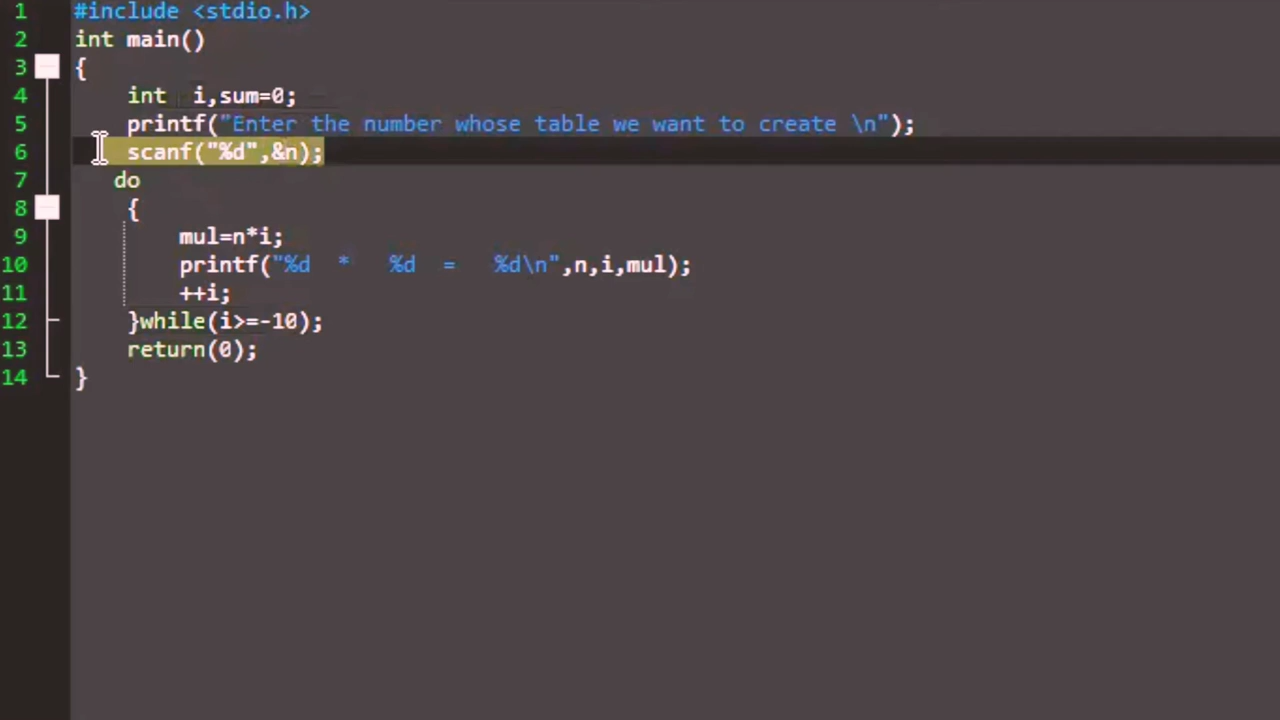 1 #include <stdio.h>
2 int main()
3 {
4     int  i,sum=0;
5     printf("Enter the number whose table we want to create \n");
6     scanf("%d",&n);
7    do
8     {
9         mul=n*i;
10         printf("%d  *   %d  =   %d\n",n,i,mul);
11         ++i;
12     }while(i>=-10);
13     return(0);
14 }